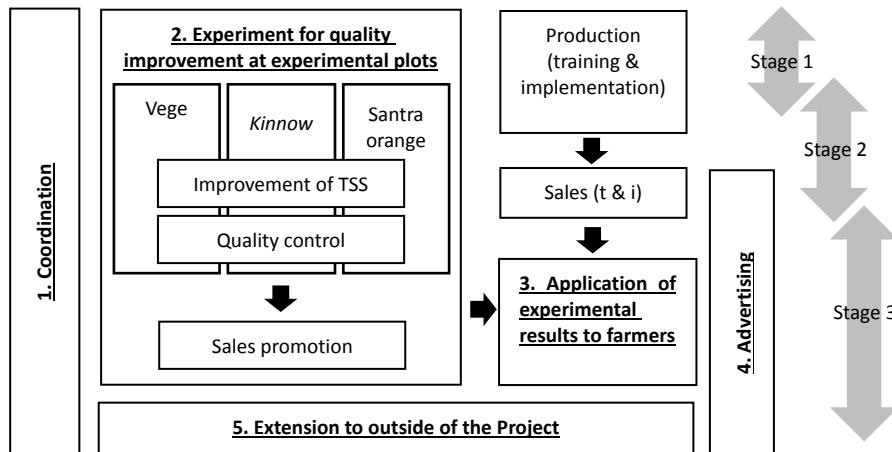 1. Coordination
2. Experiment for quality
improvement at experimental plots
Vege
Kinnow
Santra
orange
Improvement of TSS
Quality control
Sales promotion
Production
(training &
implementation)
Sales (t & i)
3. Application of
experimental
results to farmers
4. Advertising
Stage 1
Stage 2
Stage 3
5. Extension to outside of the Project